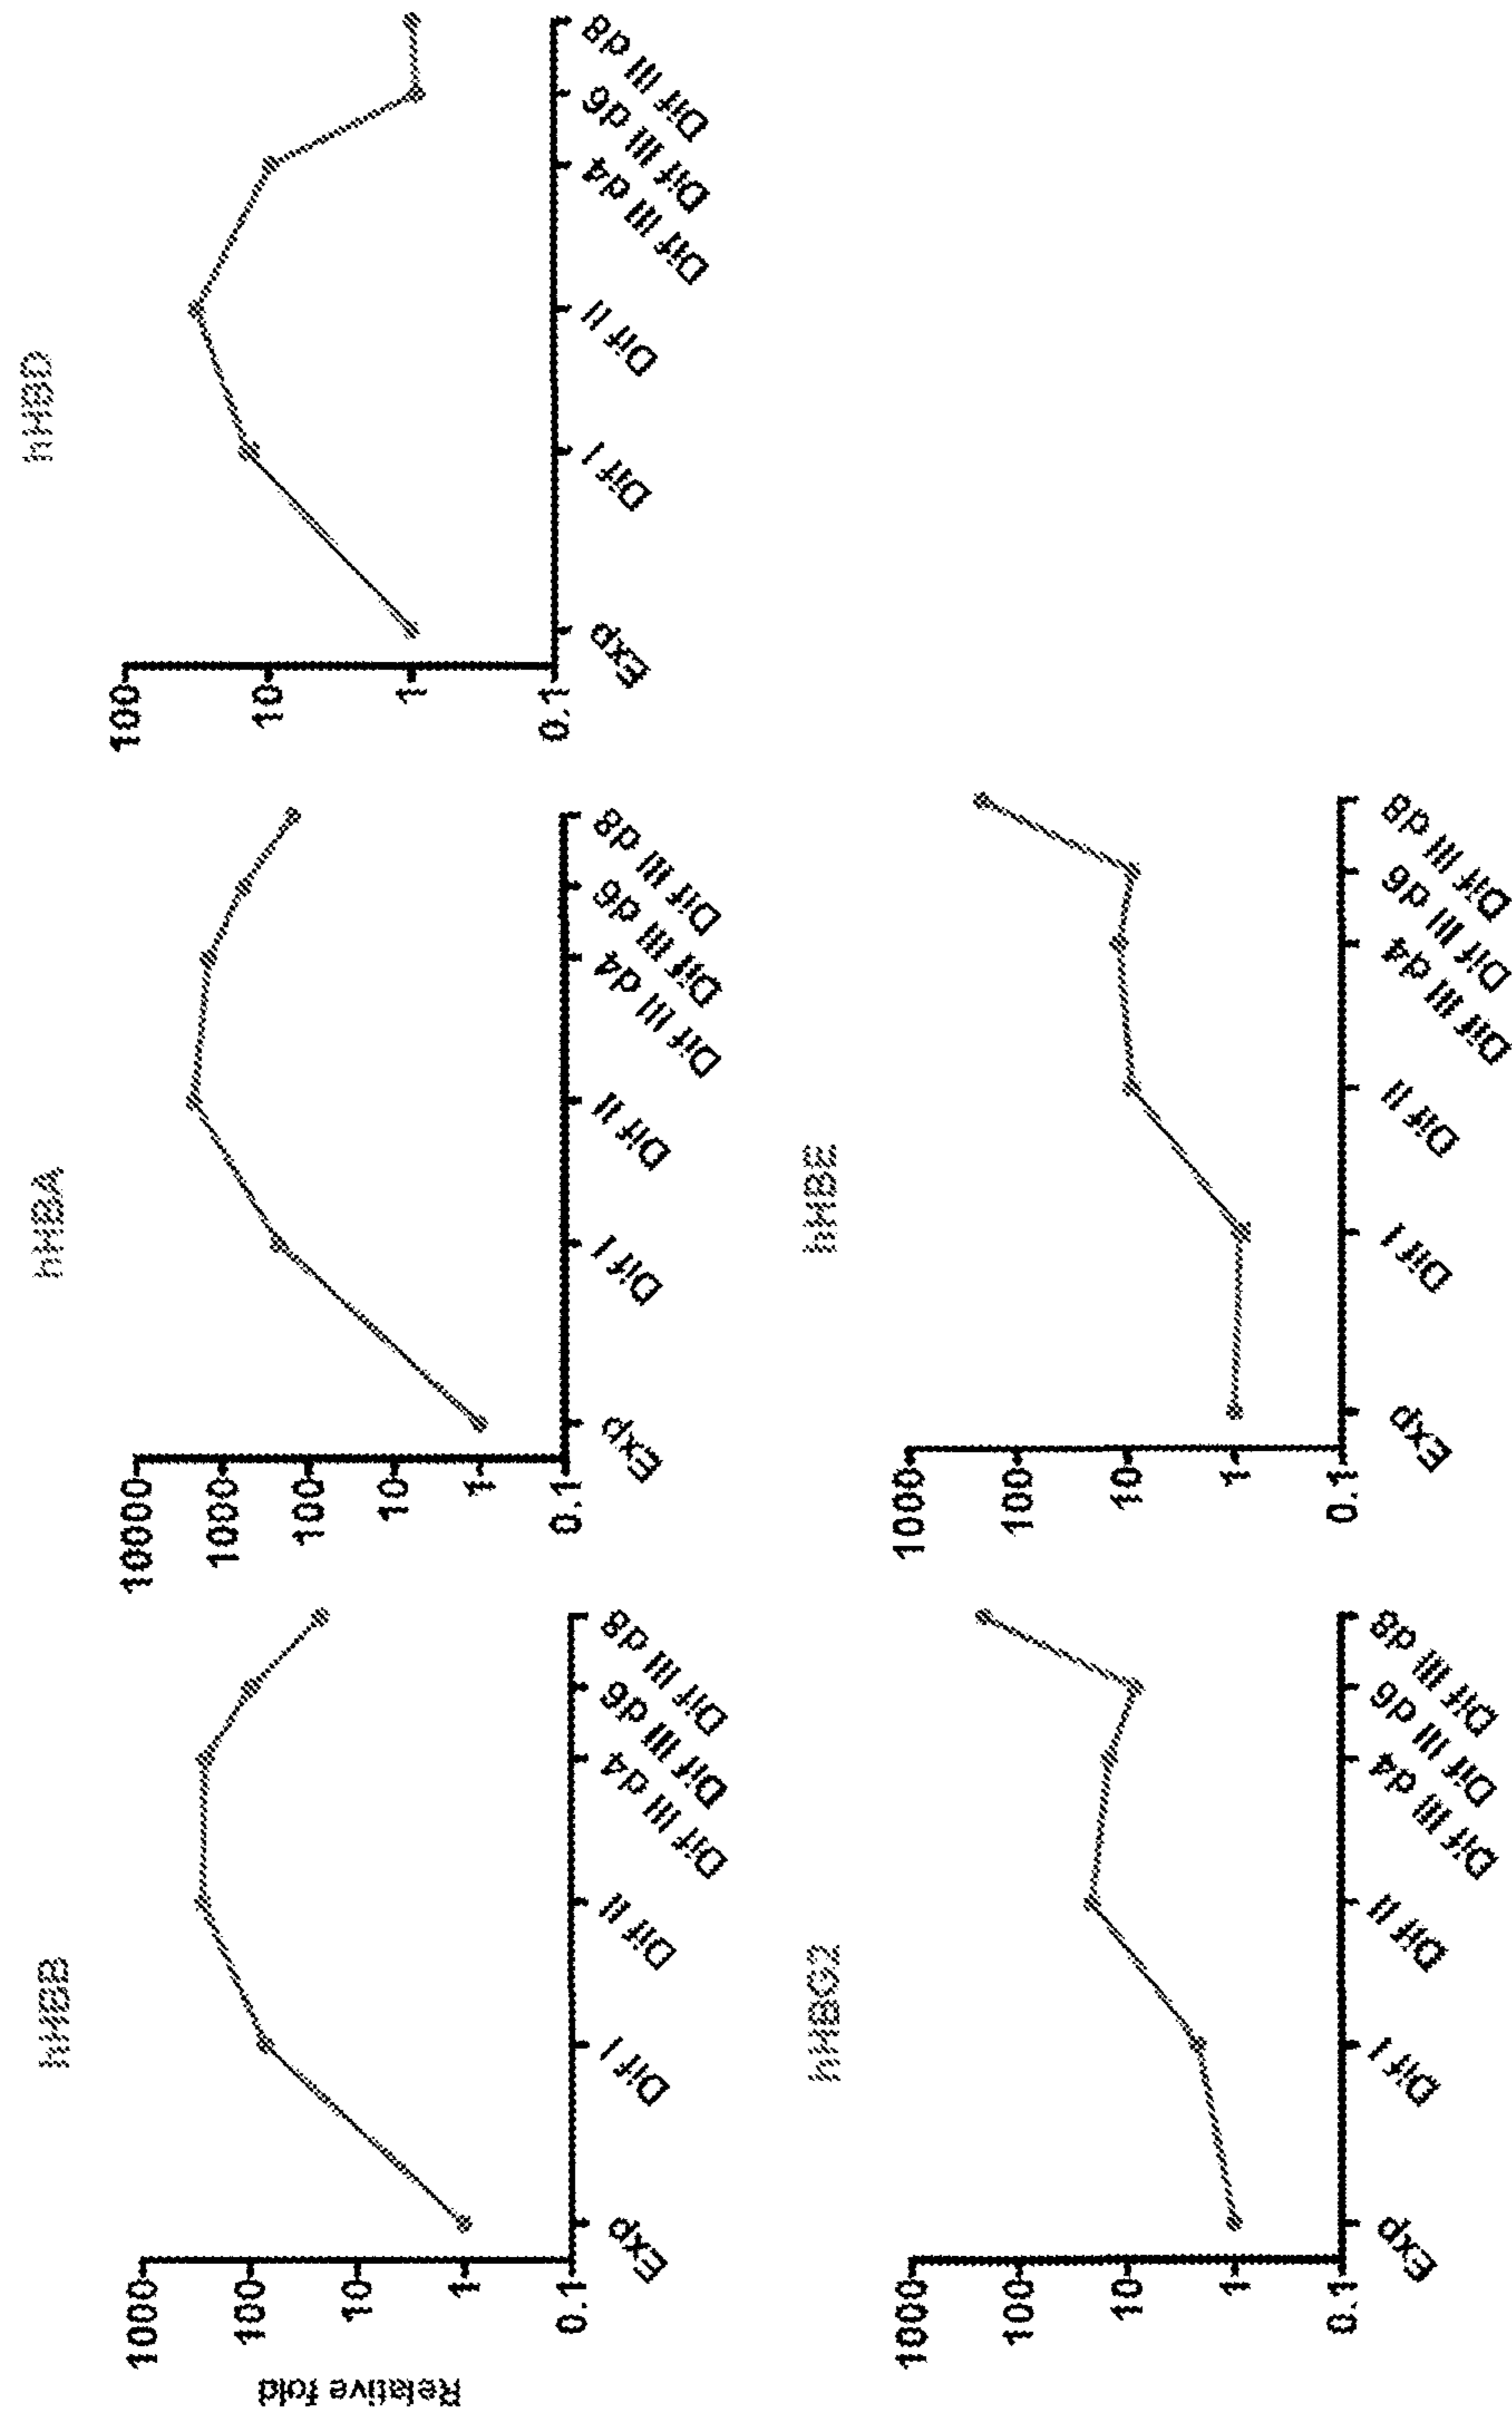 hHBB
Relative fold
1000
100
10
1
0.1
Exp
Dif I
Dif II
Dif III d4
Dif III d6
Dif III d8
hHBA
10000
1000
100
10
1
0.1
Exp
Dif I
Dif II
Dif III d4
Dif III d6
Dif III d8
hHBD
100
10
1
0.1
Exp
Dif I
Dif II
Dif III d4
Dif III d6
Dif III d8
hHBG2
1000
100
10
1
0.1
Exp
Dif I
Dif II
Dif III d4
Dif III d6
Dif III d8
hHBE
1000
100
10
1
0.1
Exp
Dif I
Dif II
Dif III d4
Dif III d6
Dif III d8